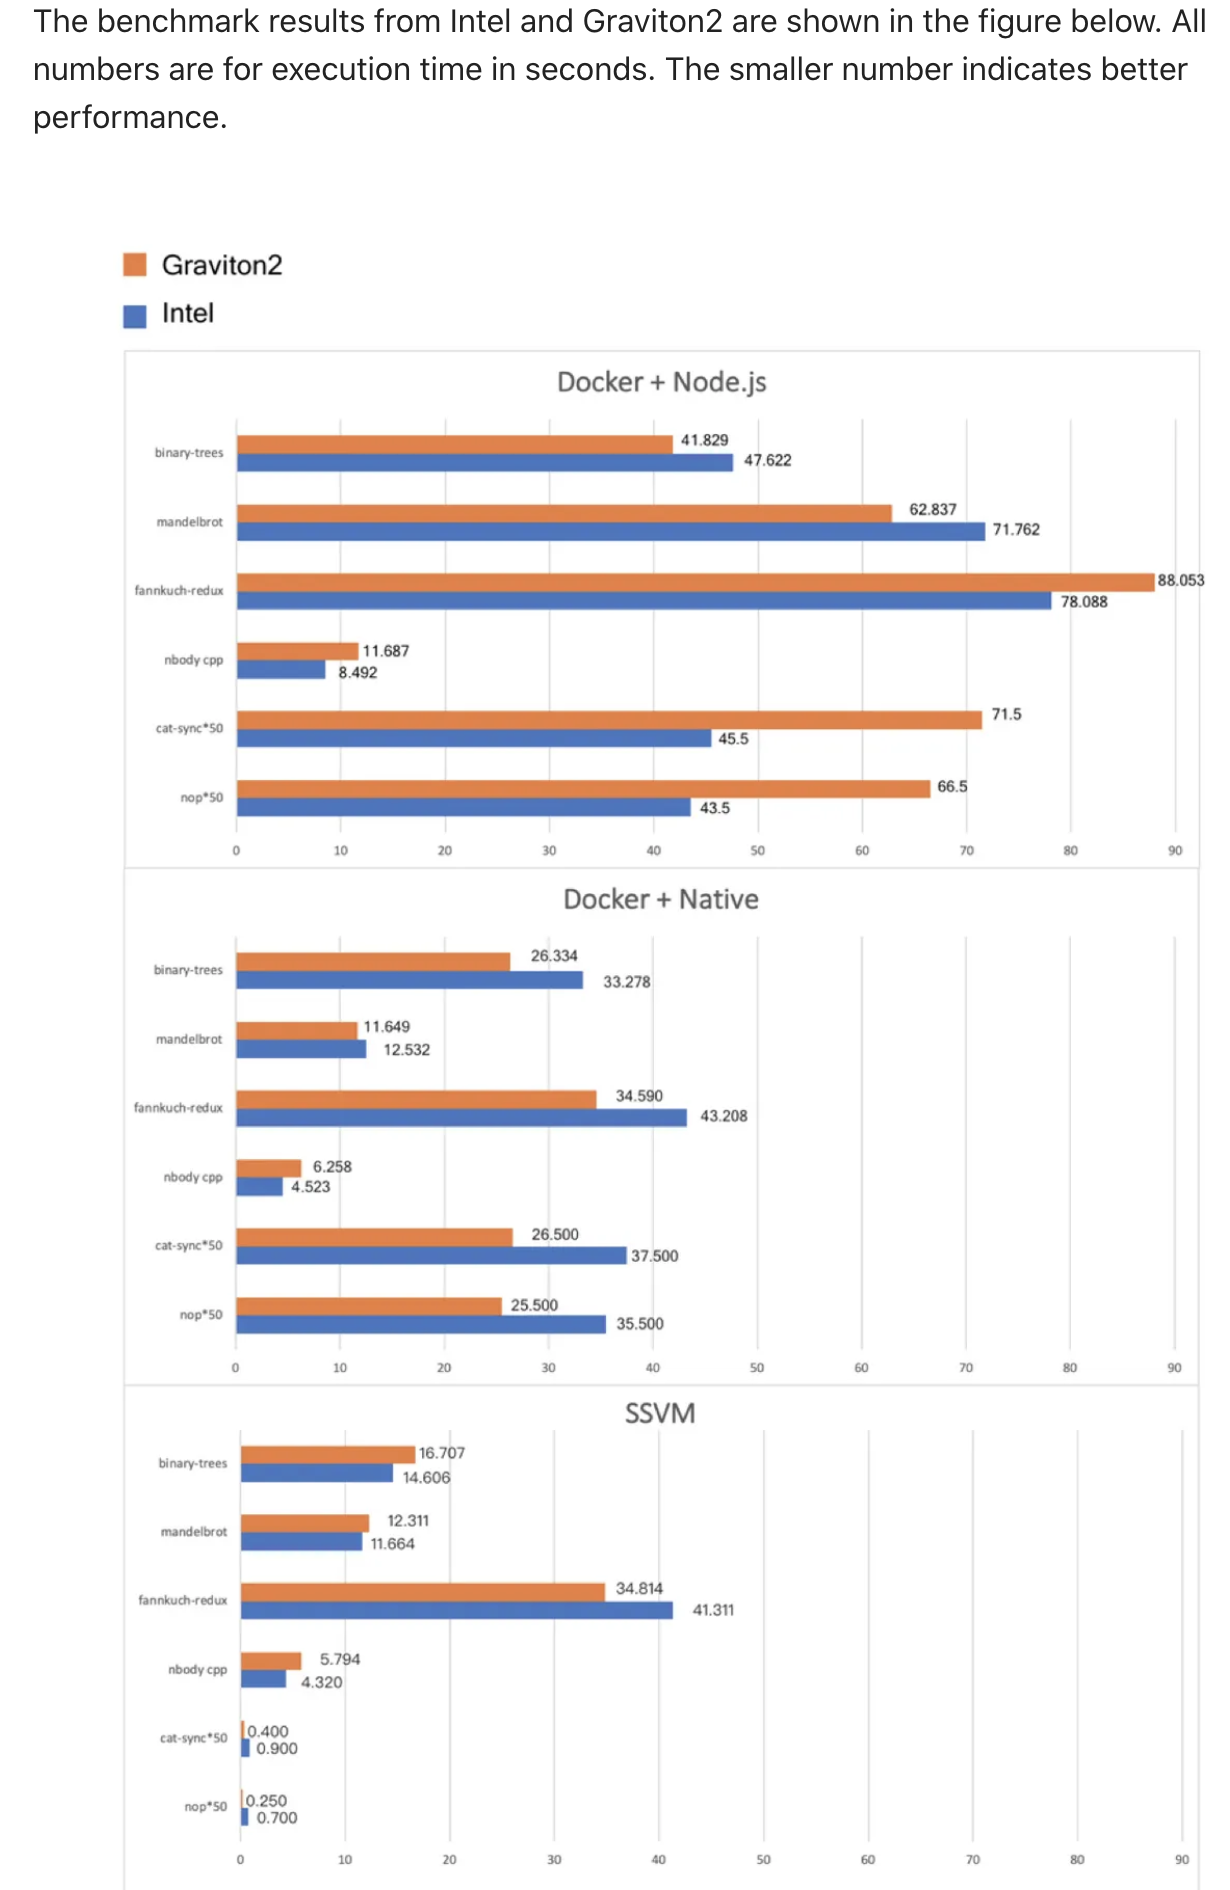 The benchmark results from Intel and Graviton2 are shown in the figure below. All
numbers are for execution time in seconds. The smaller number indicates better
performance.
Graviton2
Intel
Docker + Node.js
binary-trees
41.829
47.622
mandelbrot
62.837
71.762
fannkuch-redux
88.053
78.088
nbody cpp
11.687
8.492
cat-sync*50
71.5
45.5
nop*50
66.5
43.5
0 10 20 30 40 50 60 70 80 90
Docker + Native
binary-trees
26.334
33.278
mandelbrot
11.649
12.532
fannkuch-redux
34.590
43.208
nbody cpp
6.258
4.523
cat-sync*50
26.500
37.500
nop*50
25.500
35.500
0 10 20 30 40 50 60 70 80 90
SSVM
binary-trees
16.707
14.606
mandelbrot
12.311
11.664
fannkuch-redux
34.814
41.311
nbody cpp
5.794
4.320
cat-sync*50
0.400
0.900
nop*50
0.250
0.700
0 10 20 30 40 50 60 70 80 90